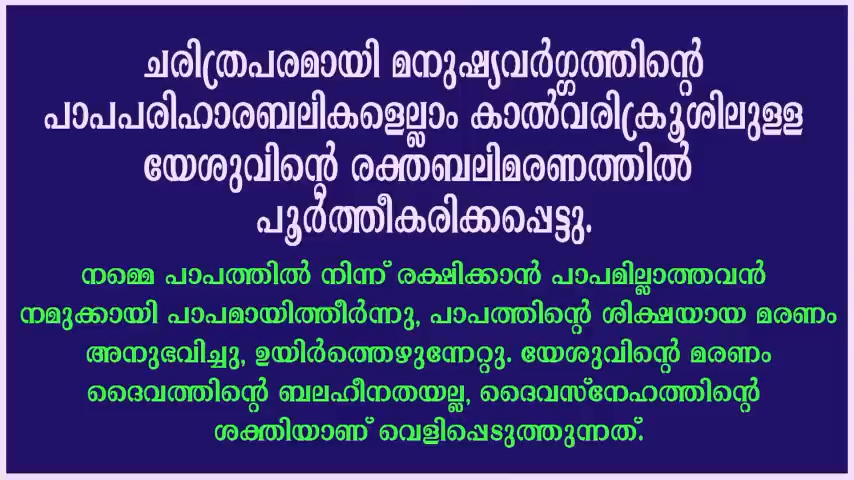 ചരിത്രപരമായി മനുഷ്യവർഗ്ഗത്തിന്റെ
പാപപരിഹാരബലികളെല്ലാം കാൽവരിക്രൂശിലുള്ള
യേശുവിന്റെ രക്തബലിമരണത്തിൽ
പൂർത്തീകരിക്കപ്പെട്ടു.
നമ്മെ പാപത്തിൽ നിന്ന് രക്ഷിക്കാൻ പാപമില്ലാത്തവൻ
നമുക്കായി പാപമായിത്തീർന്നു, പാപത്തിന്റെ ശിക്ഷയായ മരണം
അനുഭവിച്ചു, ഉയിർത്തെഴുന്നേറ്റു. യേശുവിന്റെ മരണം
ദൈവത്തിന്റെ ബലഹീനതയല്ല, ദൈവസ്നേഹത്തിന്റെ
ശക്തിയാണ് വെളിപ്പെടുത്തുന്നത്.